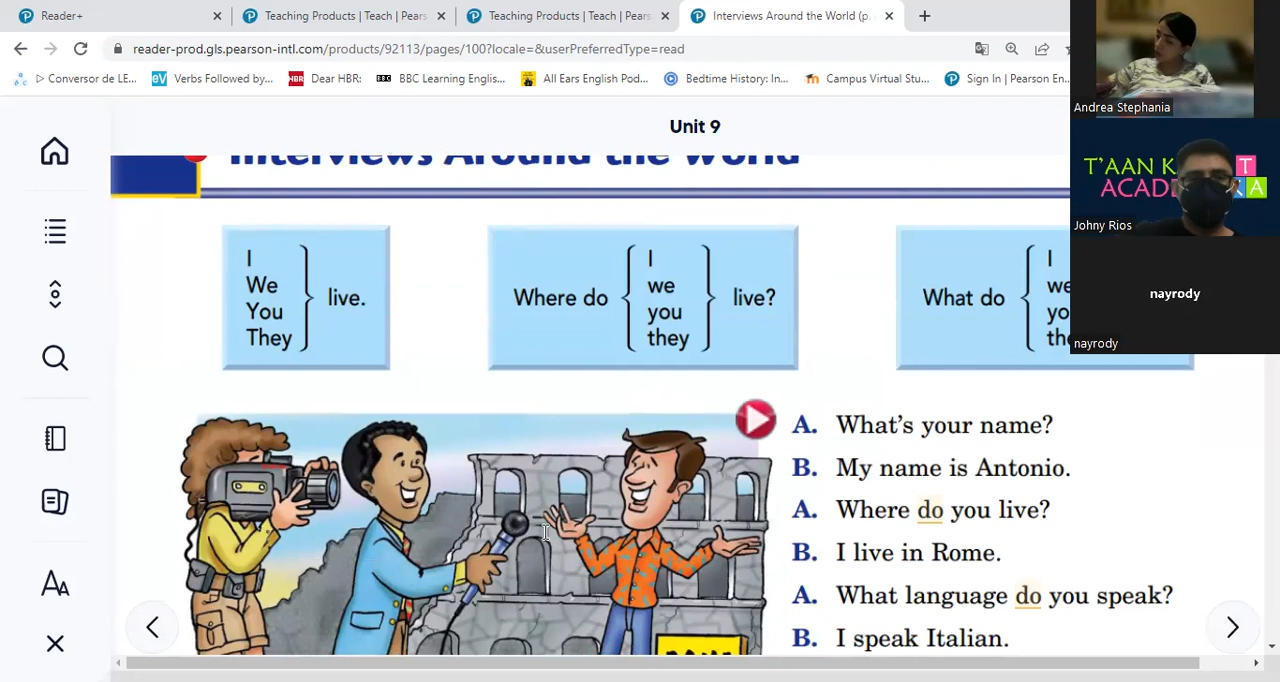 Reader+
Teaching Products | Teach | Pears
Teaching Products | Teach | Pears
Interviews Around the World (p.
reader-prod.gls.pearson-intl.com/products/92113/pages/100?locale=&userPreferredType=read
▷ Conversor de LE...
Verbs Followed by...
Dear HBR:
BBC Learning Englis...
All Ears English Pod...
Bedtime History: In...
Campus Virtual Stu...
Sign In | Pearson En...
Andrea Stephania
T'AAN K
ACAD
T
K A
Johny Rios
nayrody
nayrody
Unit 9
Interviews Around the World
I
We
You
They
live.
Where do
I
we
you
they
live?
What do
I
we
yo
the
A. What's your name?
B. My name is Antonio.
A. Where do you live?
B. I live in Rome.
A. What language do you speak?
B. I speak Italian.